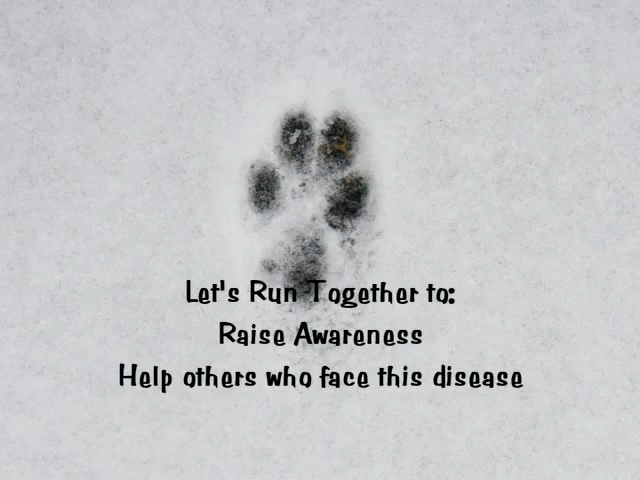 Let's Run Together to:
Raise Awareness
Help others who face this disease